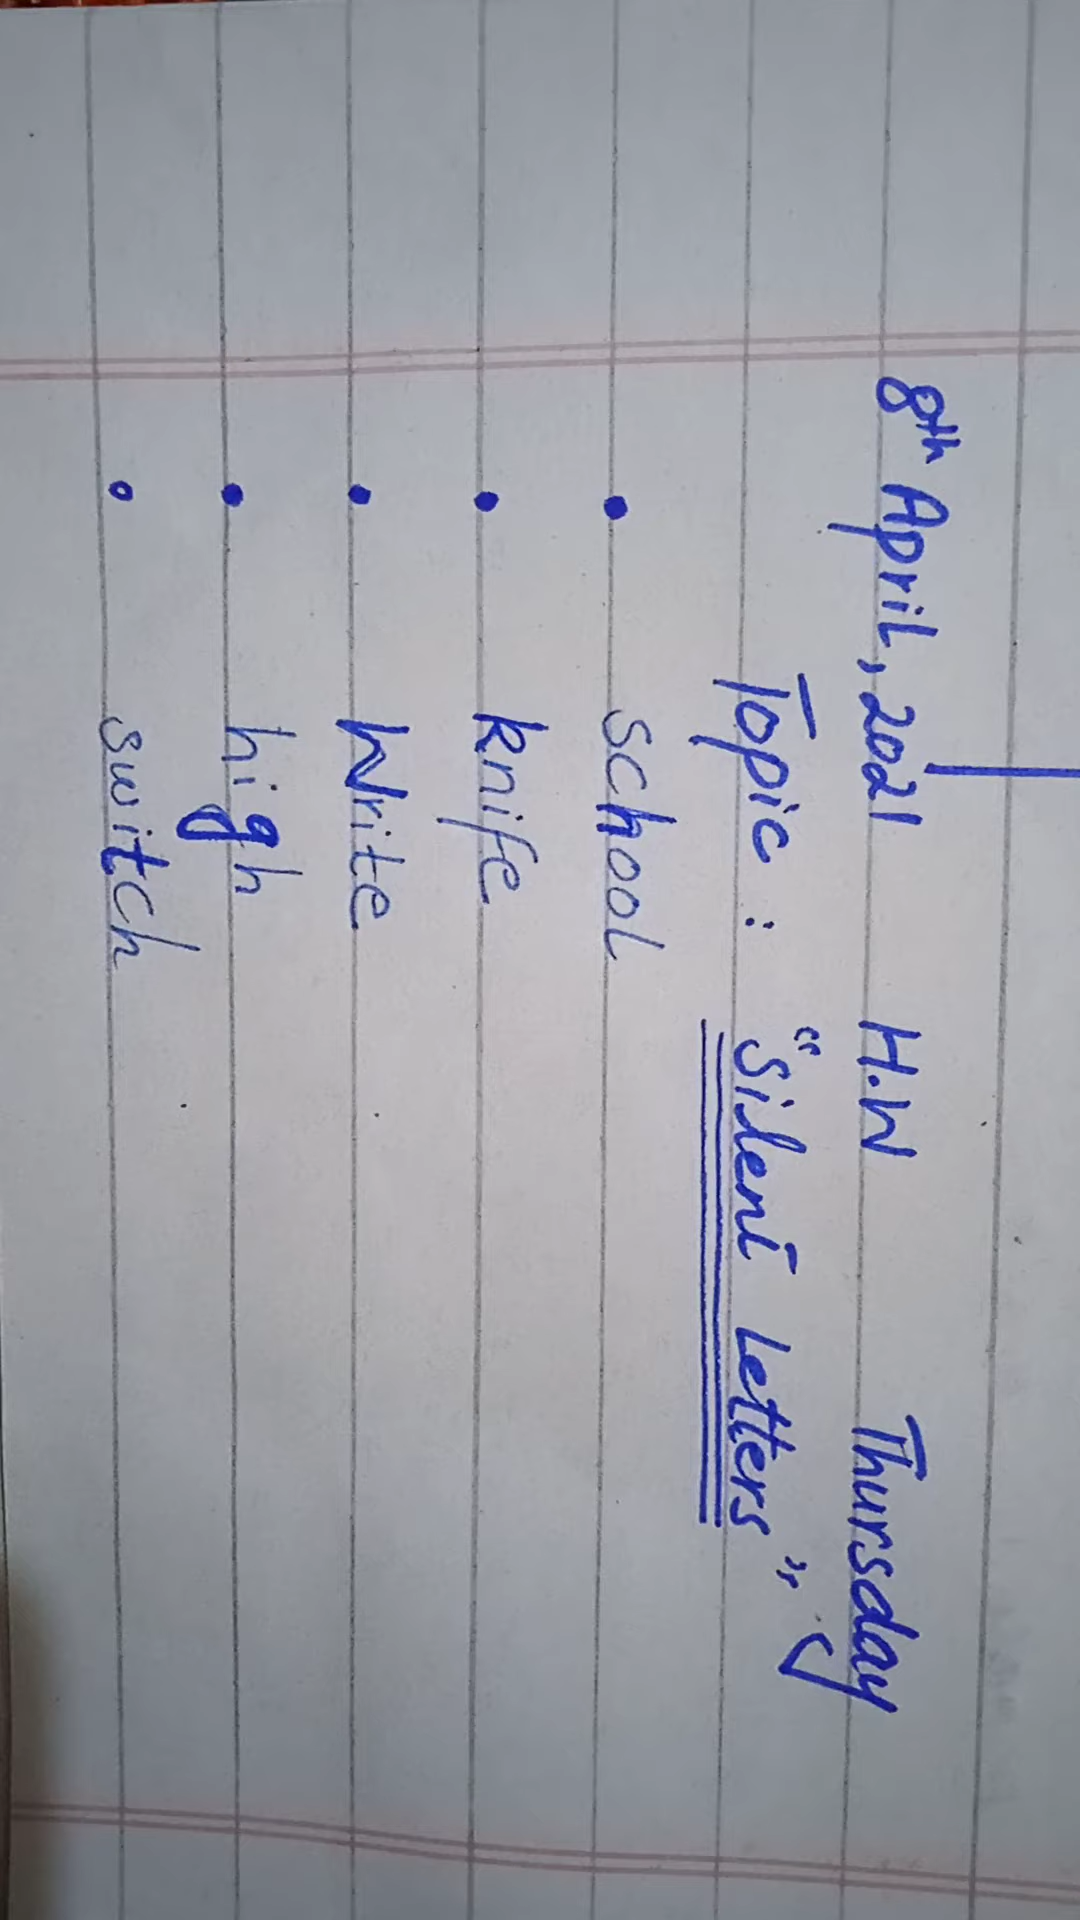 8th April, 2021 H.W Thursday
Topic : "Silent Letters"
• school
• knife
• Write
• high
• switch